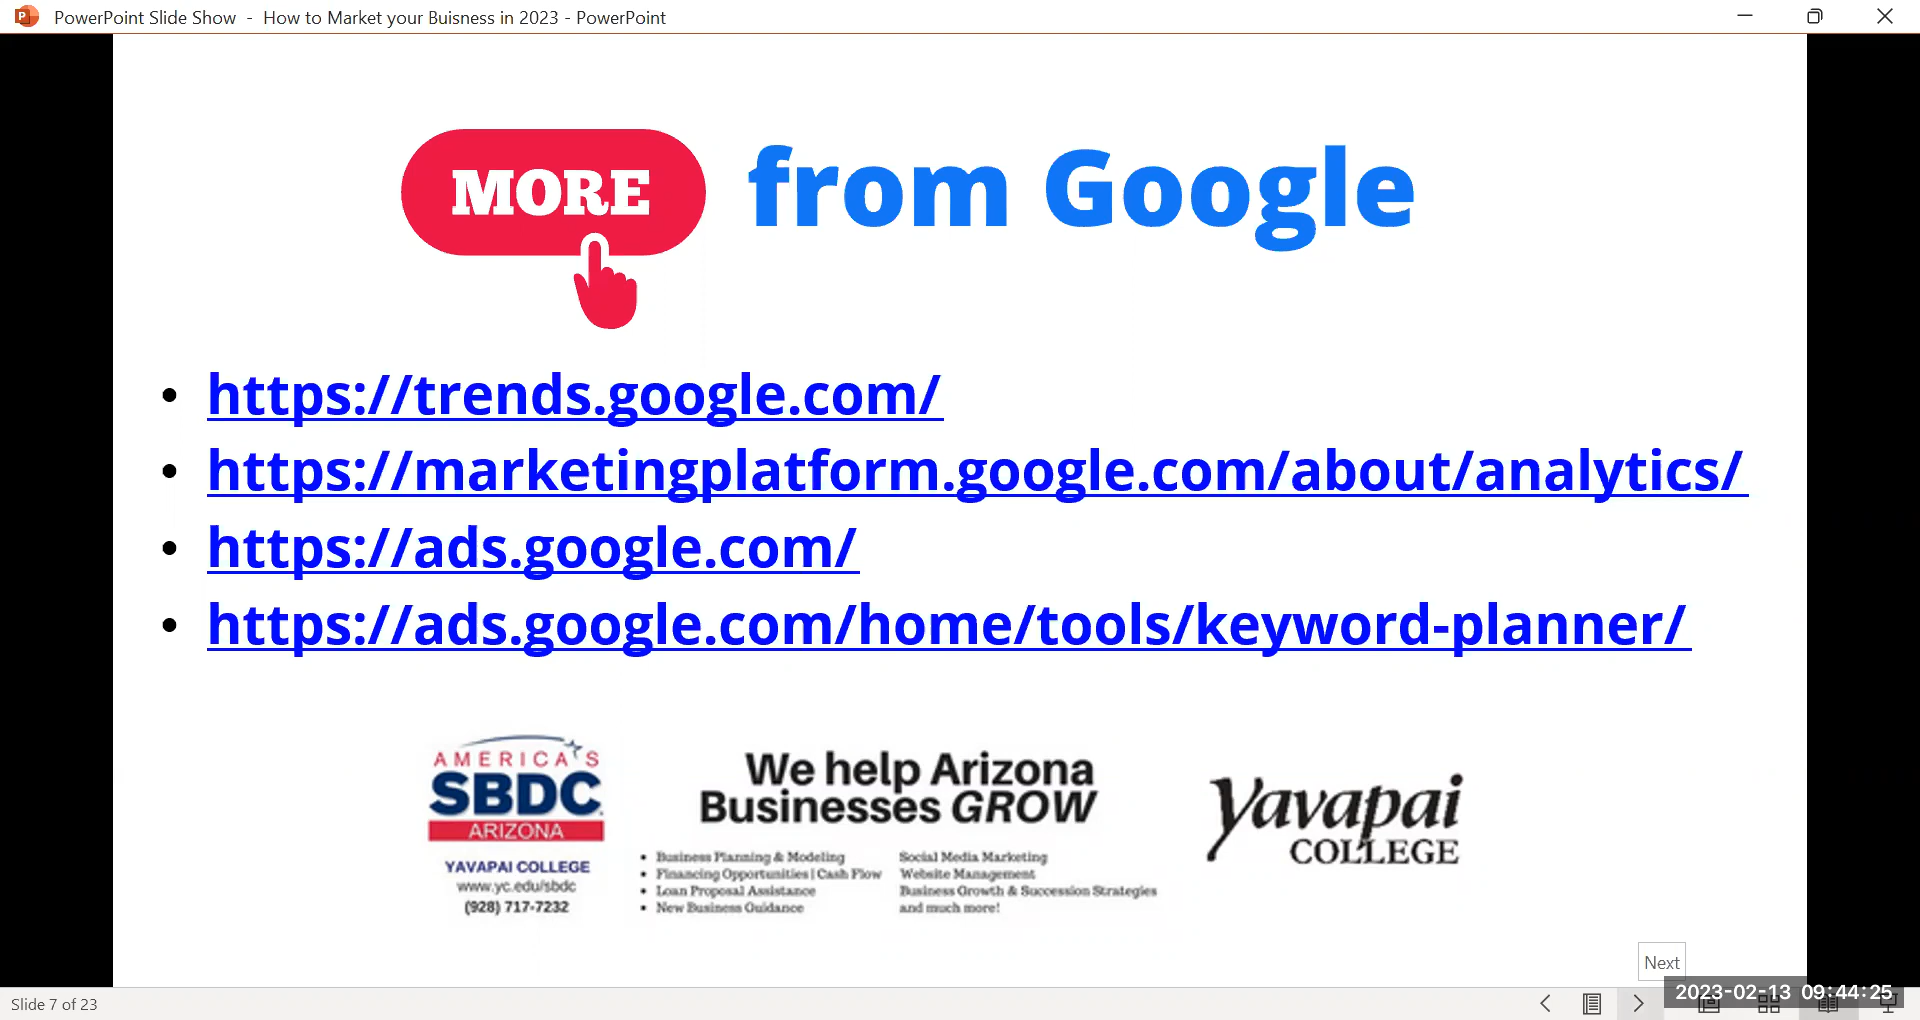 PowerPoint Slide Show - How to Market your Buisness in 2023 - PowerPoint
MORE from Google
• https://trends.google.com/
• https://marketingplatform.google.com/about/analytics/
• https://ads.google.com/
• https://ads.google.com/home/tools/keyword-planner/
AMERICA'S
SBDC
ARIZONA
YAVAPAI COLLEGE
www.yc.edu/sbdc
(928) 717-7232
We help Arizona
Businesses GROW
• Business Planning & Modeling
• Financing Opportunities | Cash Flow
• Loan Proposal Assistance
• New Business Guidance
Social Media Marketing
Website Management
Business Growth & Succession Strategies
and much more!
Yavapai
COLLEGE
Next
2023-02-13 09:44:25
Slide 7 of 23